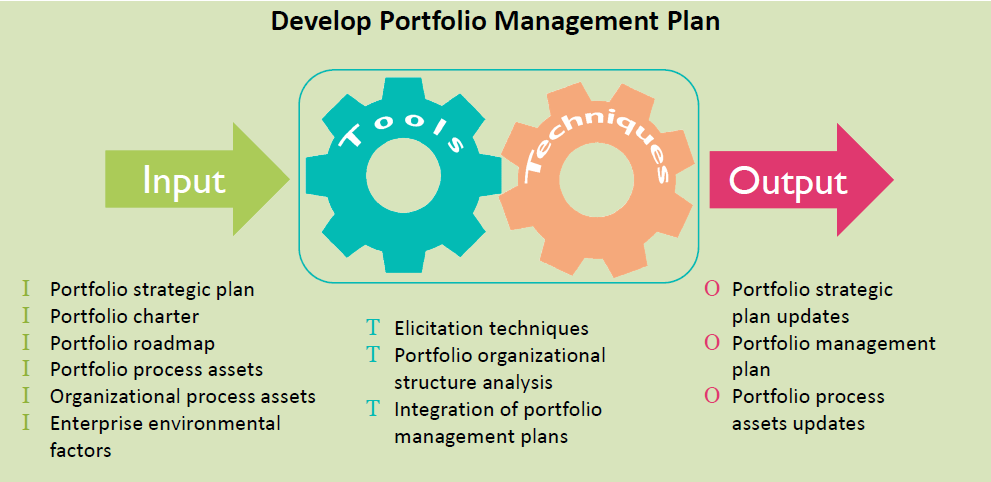 Develop Portfolio Management Plan
Input
Tools
Techniques
Output
I Portfolio strategic plan
I Portfolio charter
I Portfolio roadmap
I Portfolio process assets
I Organizational process assets
I Enterprise environmental
factors
T Elicitation techniques
T Portfolio organizational
structure analysis
T Integration of portfolio
management plans
O Portfolio strategic
plan updates
O Portfolio management
plan
O Portfolio process
assets updates